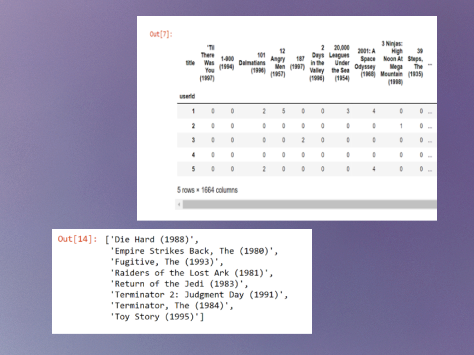 Out[7]:
title 'Til There Was You (1997) 1-900 (1994) 101 Dalmatians (1996) 12 Angry Men (1957) 187 (1997) 2 Days in the Valley (1996) 20,000 Leagues Under the Sea (1954) 2001: A Space Odyssey (1968) 3 Ninjas: High Noon At Mega Mountain (1998) 39 Steps, The (1935) ...
userId
1 0 0 2 5 0 0 3 4 0 0 ...
2 0 0 0 0 0 0 0 0 1 0 ...
3 0 0 0 0 2 0 0 0 0 0 ...
4 0 0 0 0 0 0 0 0 0 0 ...
5 0 0 2 0 0 0 0 4 0 0 ...
5 rows × 1664 columns
Out[14]: ['Die Hard (1988)',
'Empire Strikes Back, The (1980)',
'Fugitive, The (1993)',
'Raiders of the Lost Ark (1981)',
'Return of the Jedi (1983)',
'Terminator 2: Judgment Day (1991)',
'Terminator, The (1984)',
'Toy Story (1995)']